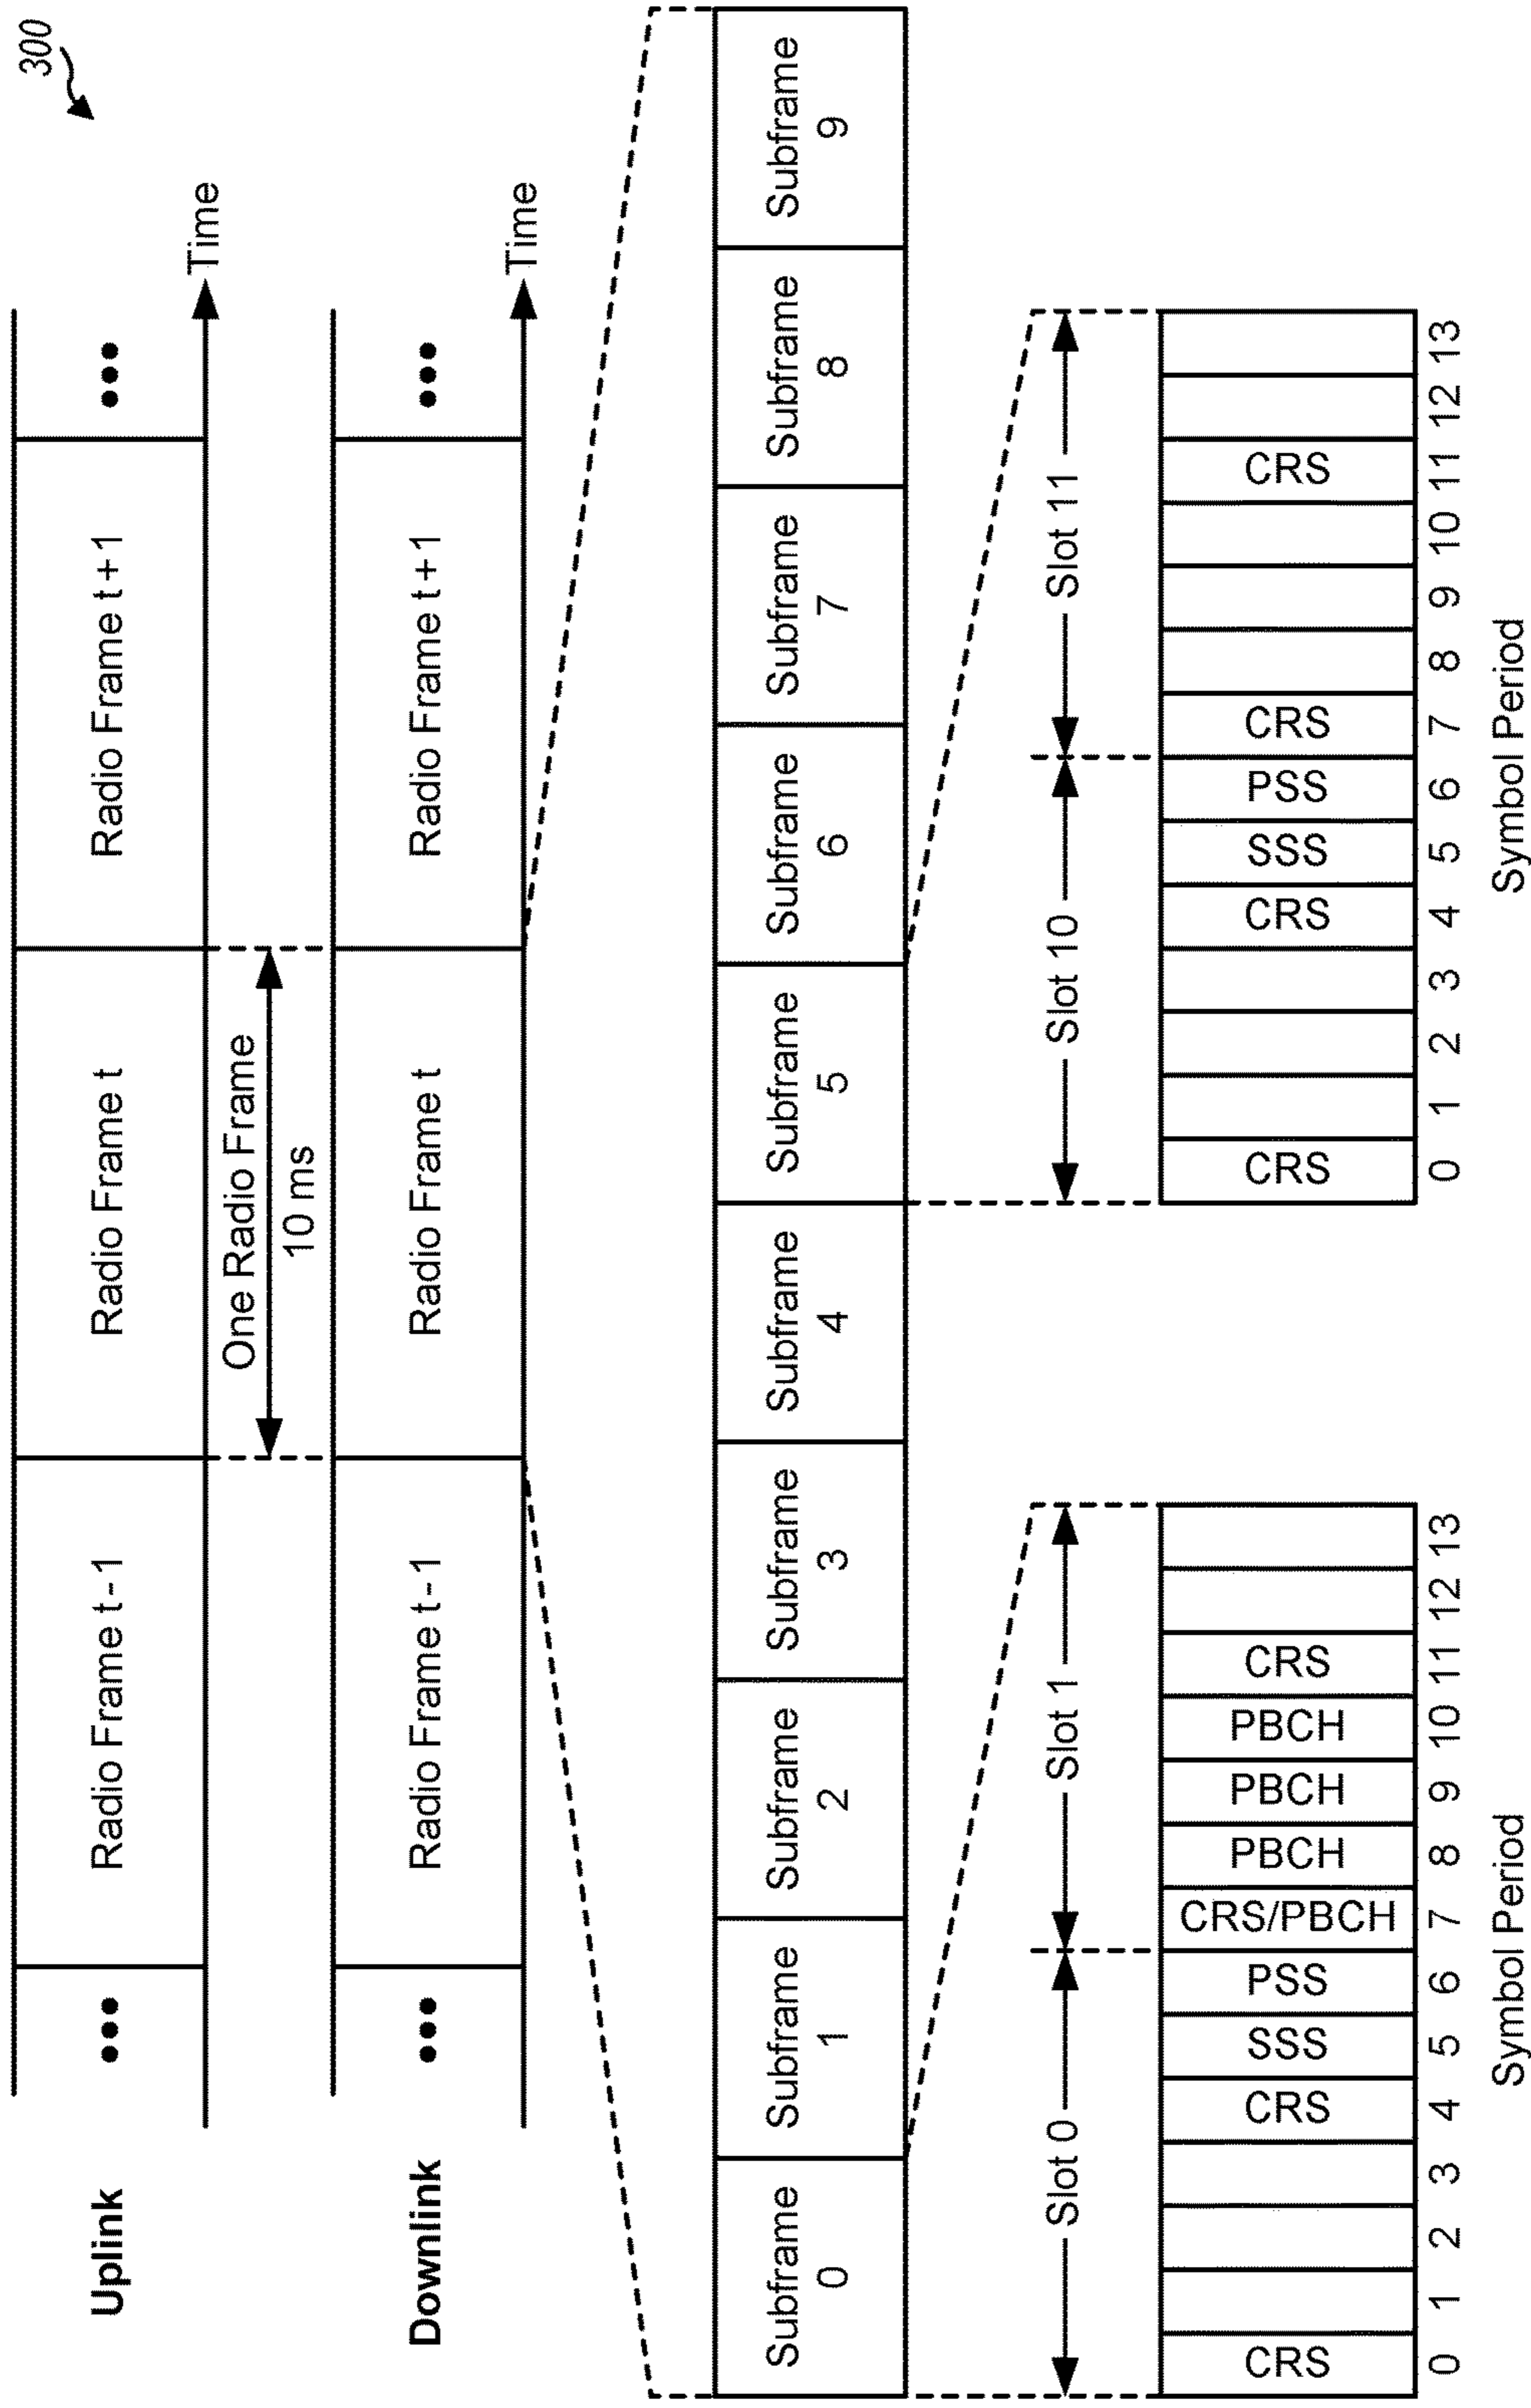 300
Uplink
•••
Radio Frame t-1
Radio Frame t
Radio Frame t+1
•••
Time
One Radio Frame
10 ms
Downlink
•••
Radio Frame t-1
Radio Frame t
Radio Frame t+1
•••
Time
Subframe
0
Subframe
1
Subframe
2
Subframe
3
Subframe
4
Subframe
5
Subframe
6
Subframe
7
Subframe
8
Subframe
9
Slot 0
Slot 1
CRS
CRS
SSS
PSS
CRS/PBCH
PBCH
PBCH
PBCH
CRS
0 1 2 3 4 5 6 7 8 9 10 11 12 13
Symbol Period
Slot 10
Slot 11
CRS
CRS
SSS
PSS
CRS
CRS
0 1 2 3 4 5 6 7 8 9 10 11 12 13
Symbol Period